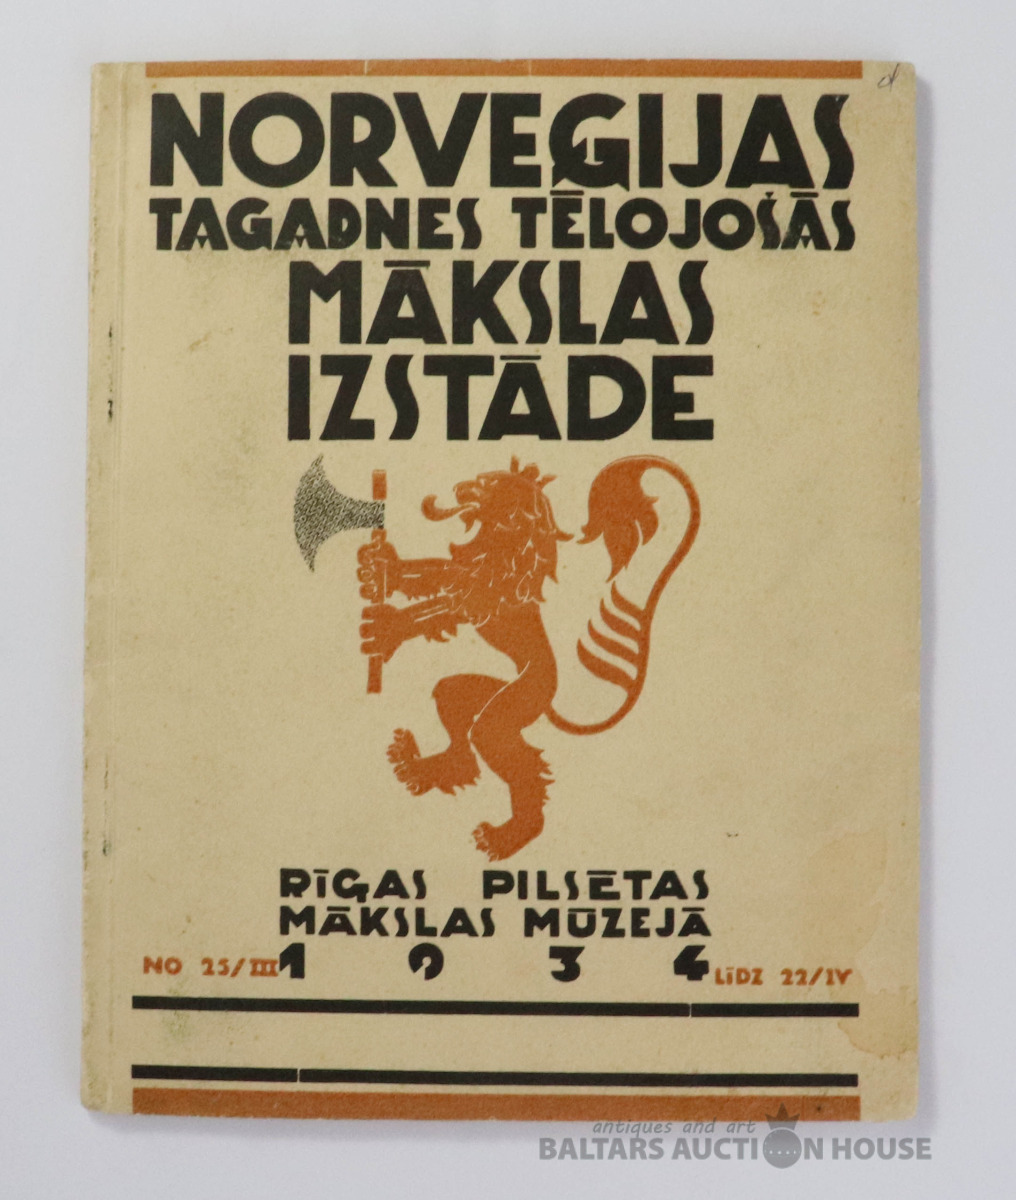 NORVEĢIJAS
TAGADNES TĒLOJOŠĀS
MĀKSLAS
IZSTĀDE
RĪGAS PILSĒTAS
MĀKSLAS MŪZEJĀ
NO 25/III 1934 LĪDZ 22/IV
antiques and art
BALTARS AUCTION HOUSE